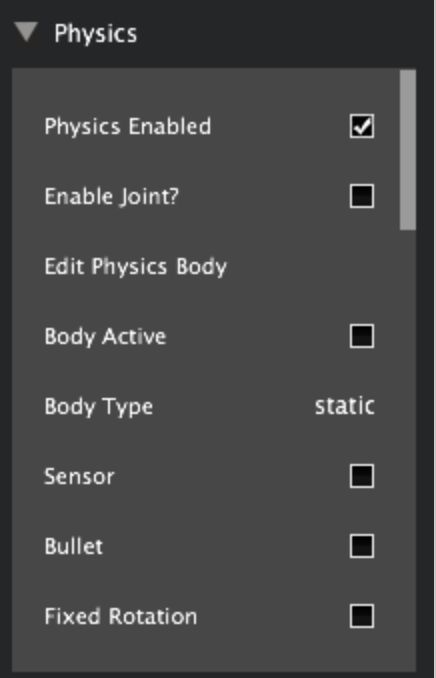 Physics
Physics Enabled
Enable Joint?
Edit Physics Body
Body Active
Body Type static
Sensor
Bullet
Fixed Rotation